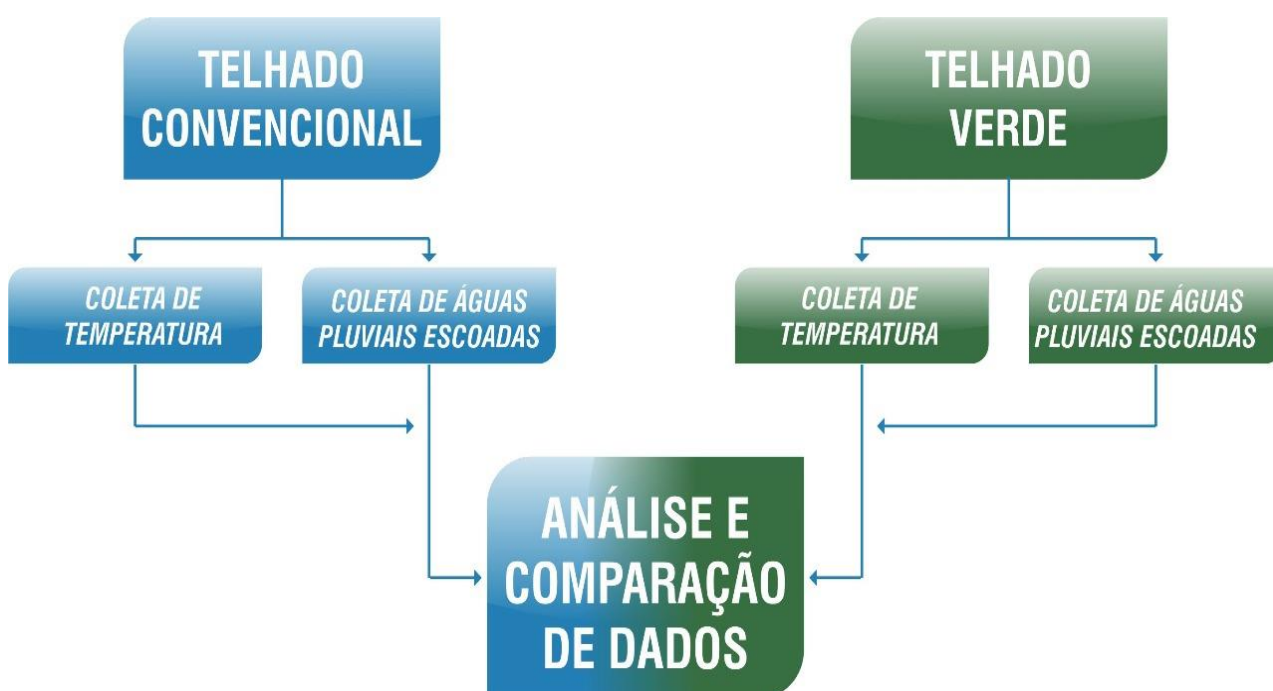 TELHADO
CONVENCIONAL
TELHADO
VERDE
COLETA DE
TEMPERATURA
COLETA DE ÁGUAS
PLUVIAIS ESCOADAS
COLETA DE
TEMPERATURA
COLETA DE ÁGUAS
PLUVIAIS ESCOADAS
ANÁLISE E
COMPARAÇÃO
DE DADOS